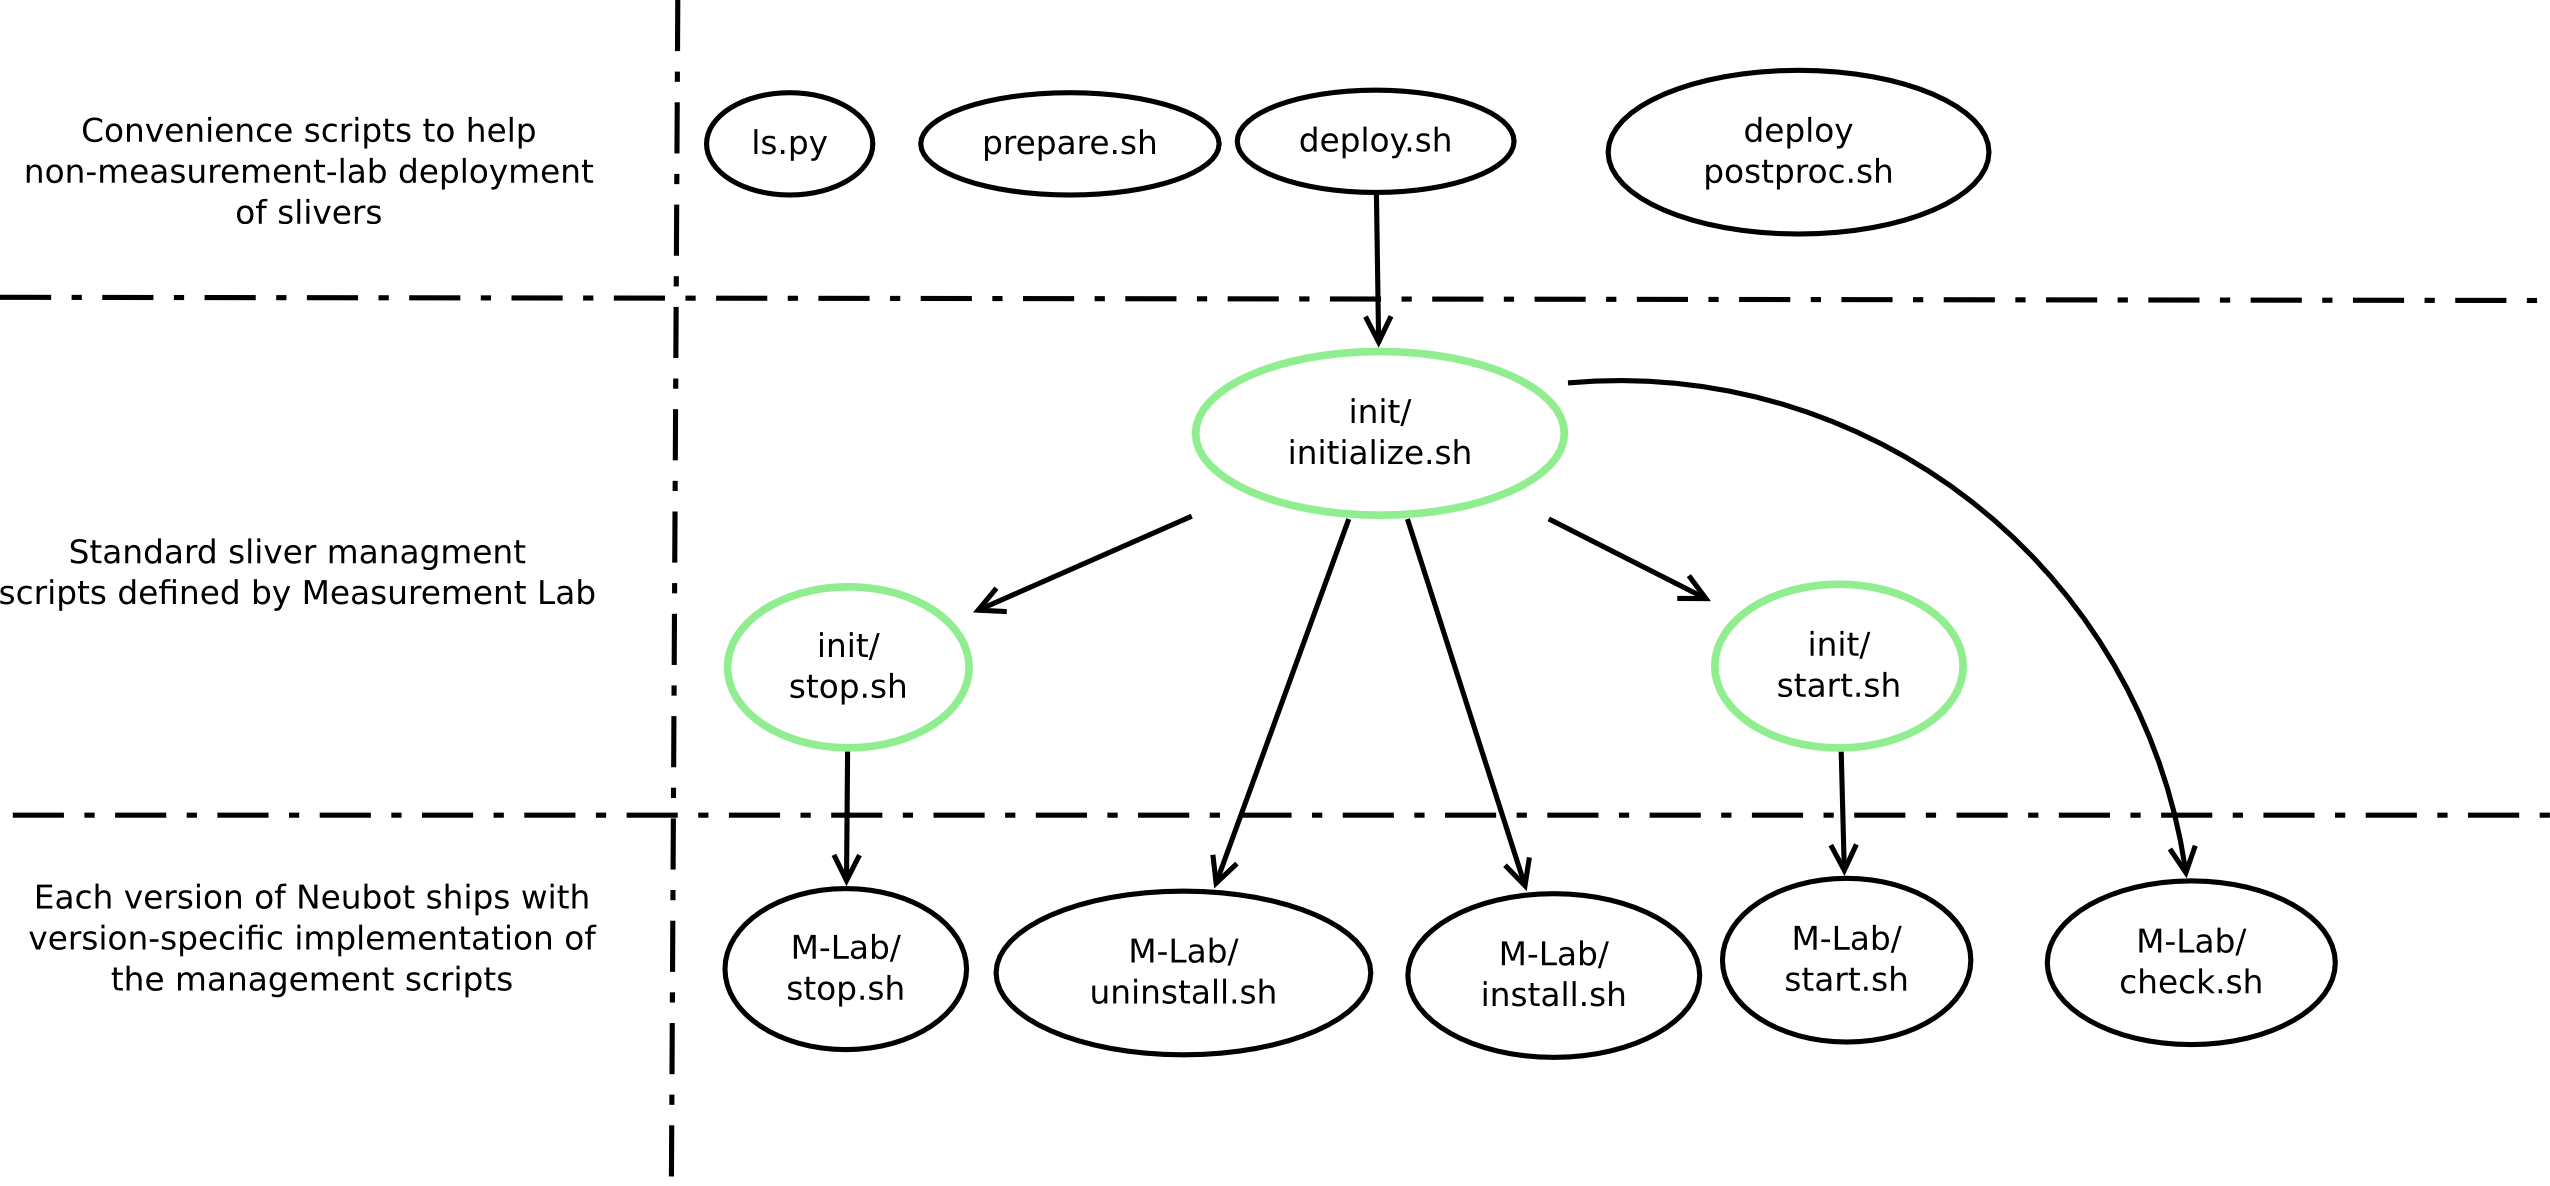 Convenience scripts to help
non-measurement-lab deployment
of slivers
ls.py
prepare.sh
deploy.sh
deploy
postproc.sh
Standard sliver managment
scripts defined by Measurement Lab
init/
initialize.sh
init/
stop.sh
init/
start.sh
Each version of Neubot ships with
version-specific implementation of
the management scripts
M-Lab/
stop.sh
M-Lab/
uninstall.sh
M-Lab/
install.sh
M-Lab/
start.sh
M-Lab/
check.sh